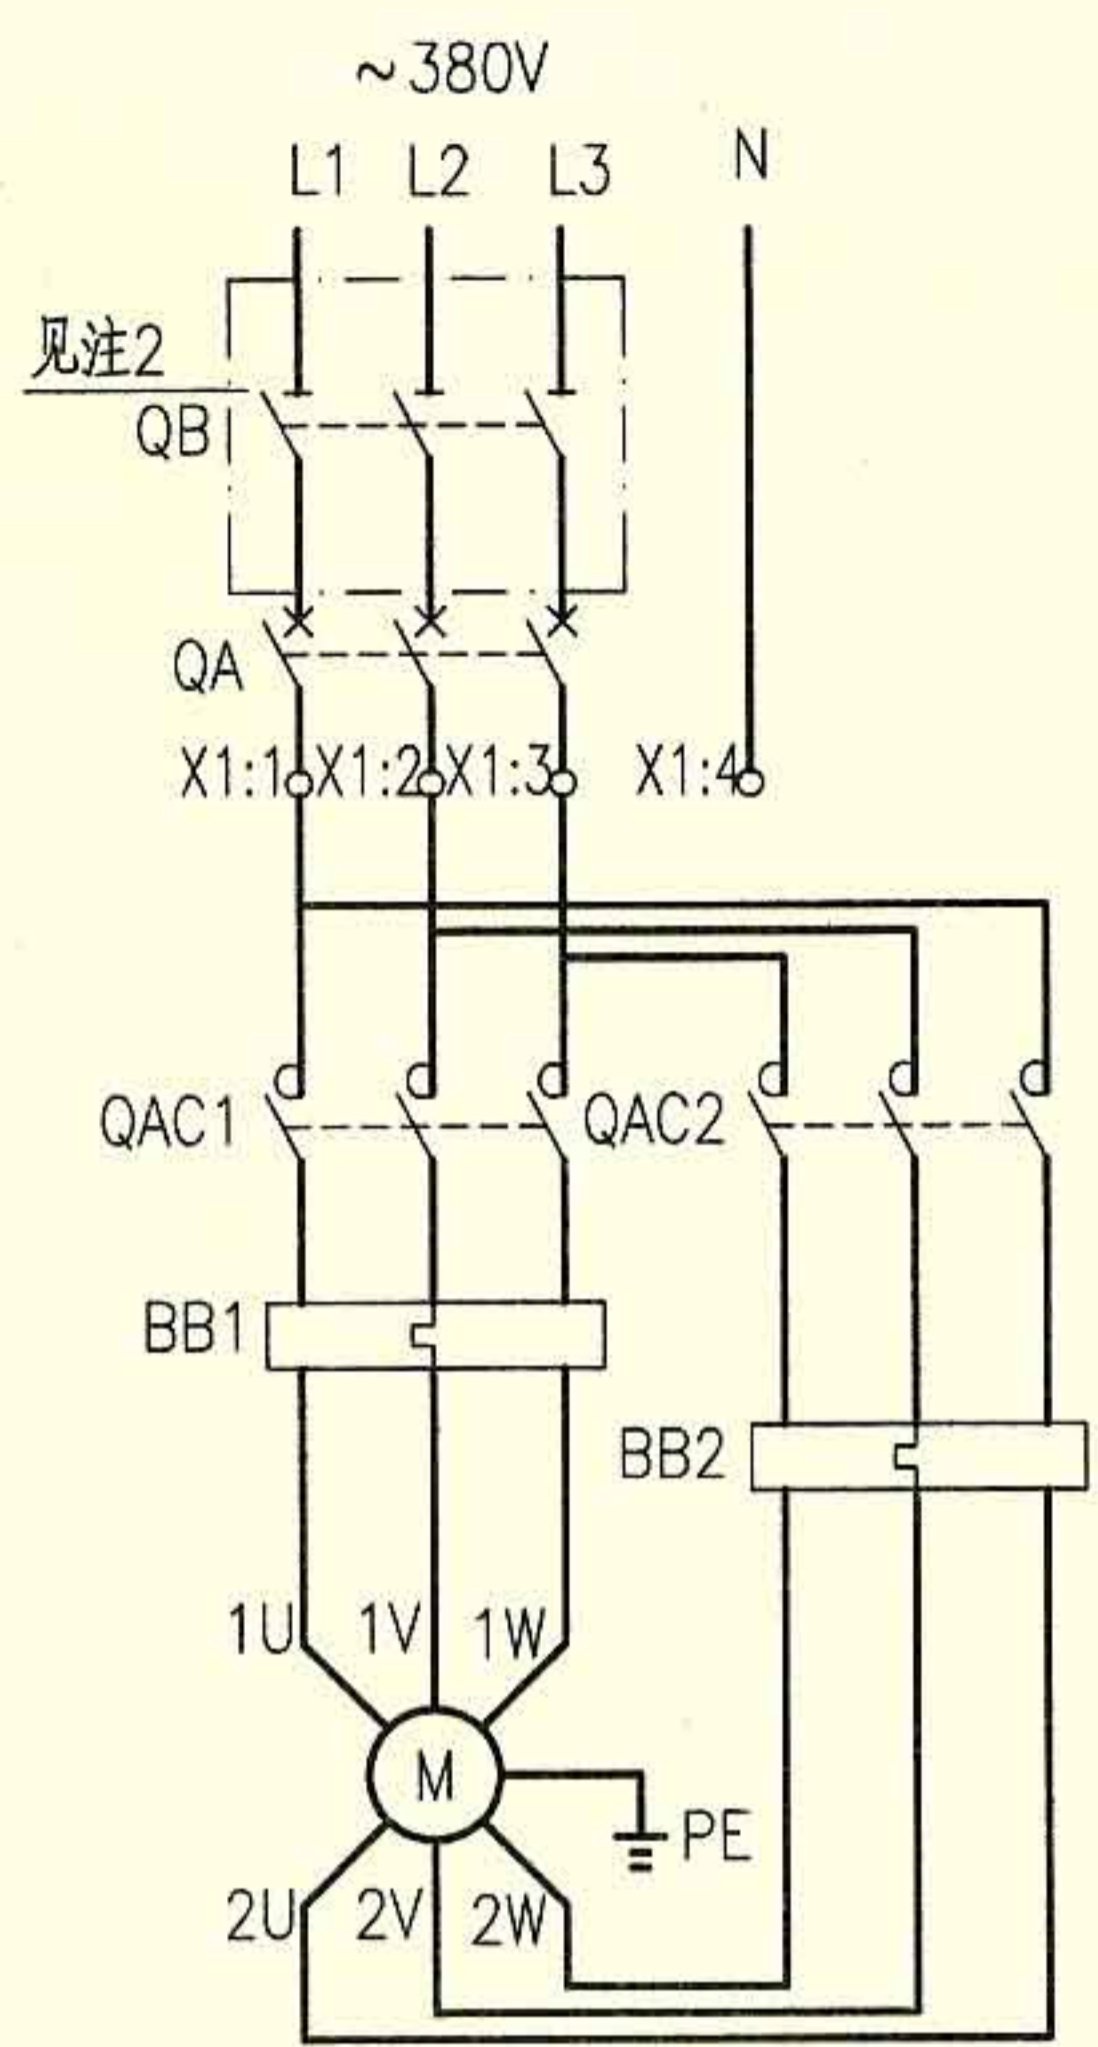 ~380V
L1 L2 L3 N
见注2
QB
QA
X1:1 X1:2 X1:3 X1:4
QAC1 QAC2
BB1
BB2
1U 1V 1W
M
PE
2U 2V 2W